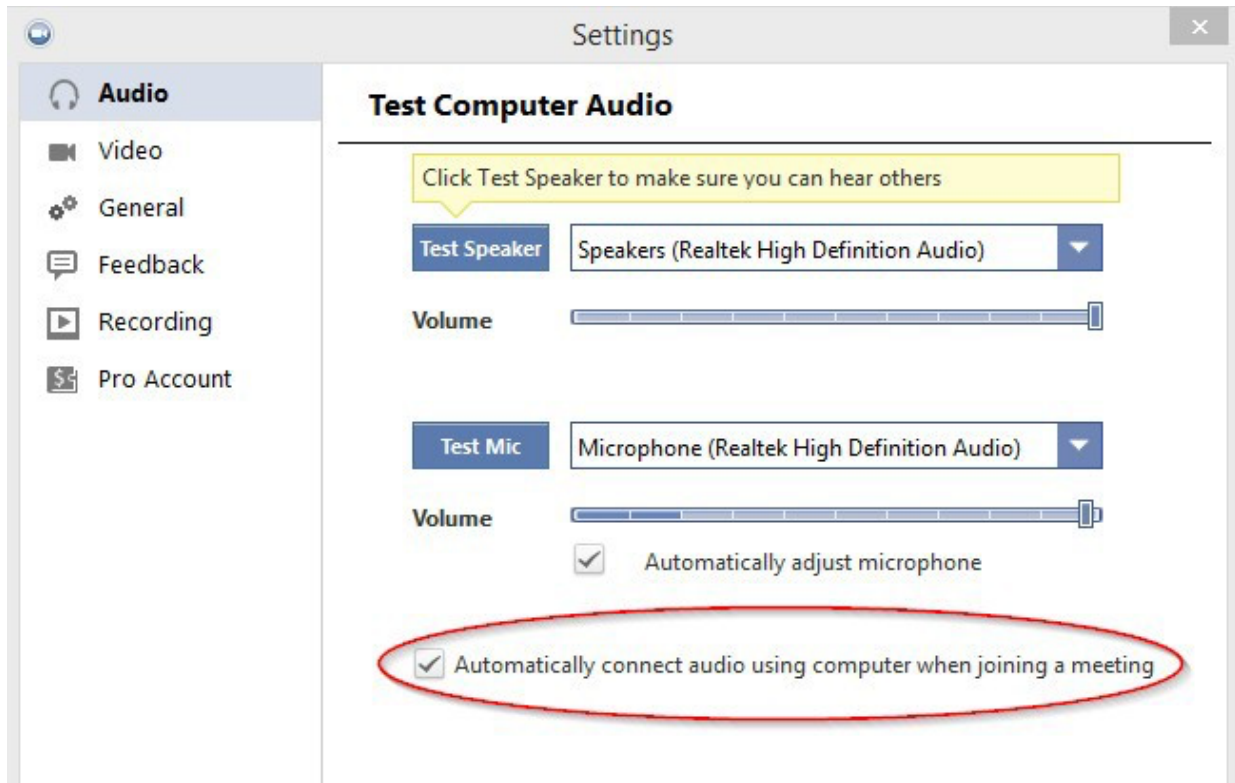 Settings
Audio
Video
General
Feedback
Recording
Pro Account
Test Computer Audio
Click Test Speaker to make sure you can hear others
Test Speaker
Speakers (Realtek High Definition Audio)
Volume
Test Mic
Microphone (Realtek High Definition Audio)
Volume
Automatically adjust microphone
Automatically connect audio using computer when joining a meeting